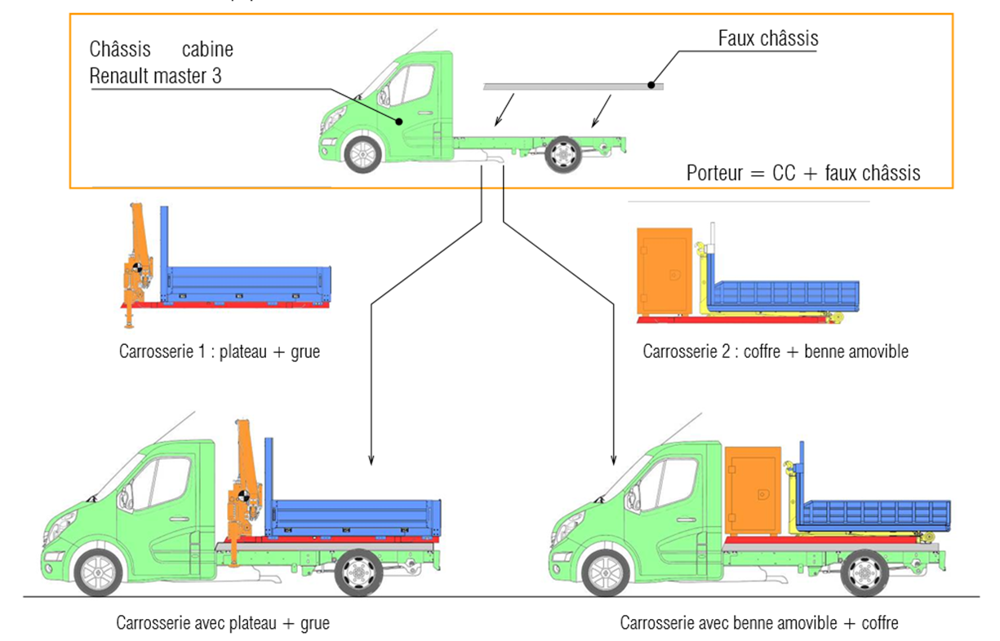 Châssis cabine
Renault master 3
Faux châssis
Porteur = CC + faux châssis
Carrosserie 1 : plateau + grue
Carrosserie 2 : coffre + benne amovible
Carrosserie avec plateau + grue
Carrosserie avec benne amovible + coffre